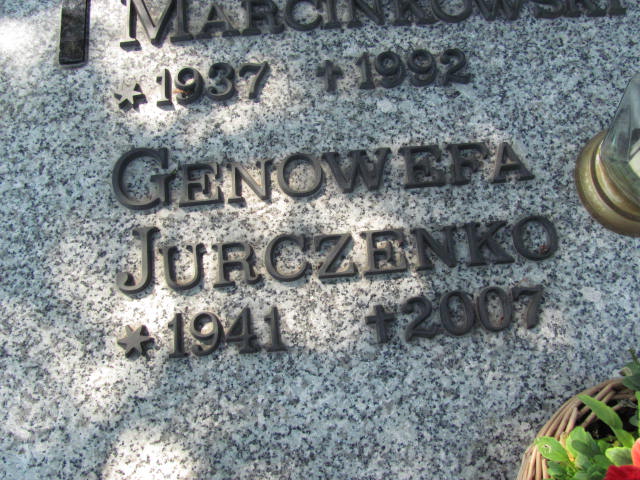 Marcinkowski
★1937 ✝1992
Genowefa
Jurczenko
★1941 ✝2007